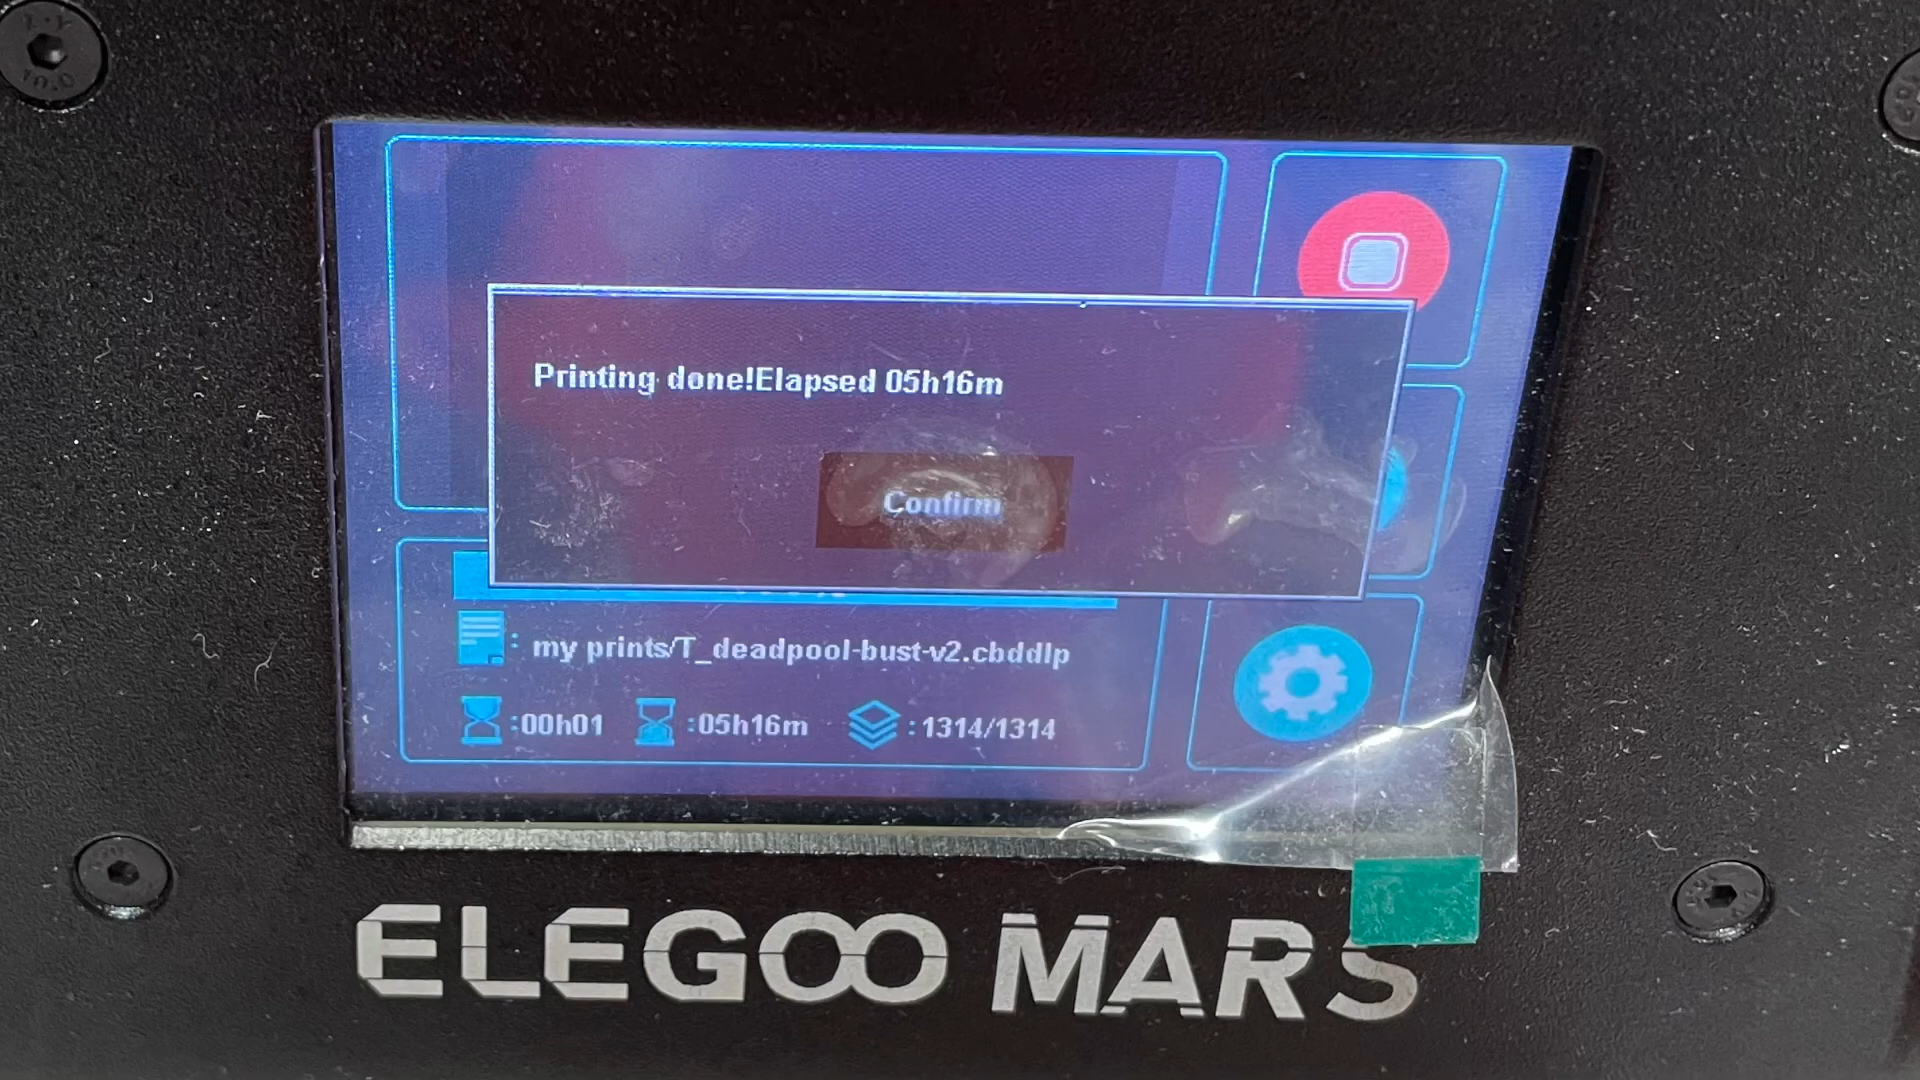 Printing done!Elapsed 05h16m
Confirm
: my prints/T_deadpool-bust-v2.cbddlp
:00h01 :05h16m : 1314/1314
ELEGOO MARS